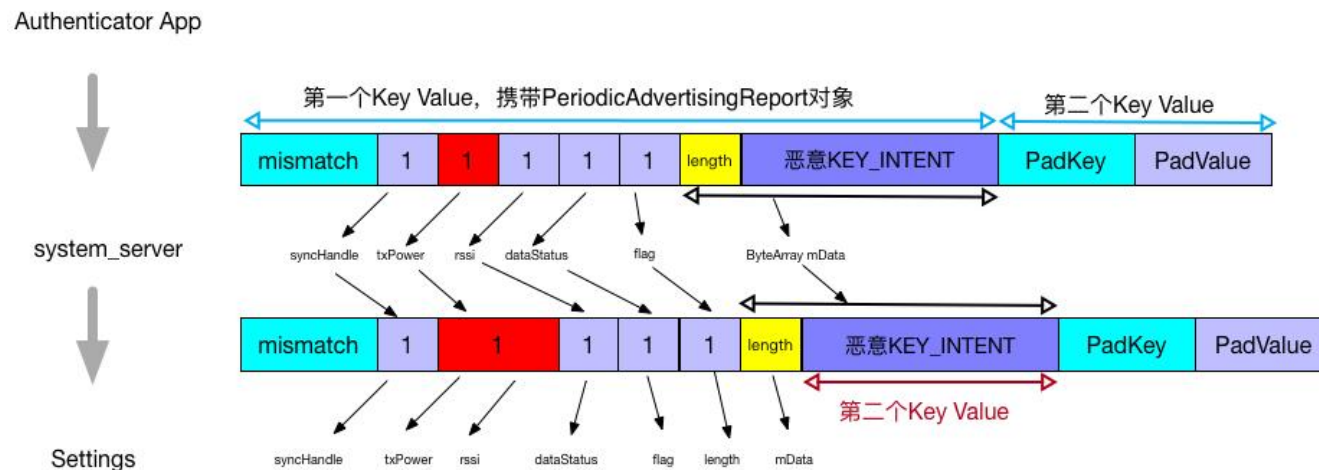 Authenticator App
第一个Key Value，携带PeriodicAdvertisingReport对象
第二个Key Value
mismatch 1 1 1 1 1 length 恶意KEY_INTENT PadKey PadValue
system_server
syncHandle txPower rssi dataStatus flag ByteArray mData
mismatch 1 1 1 1 1 length 恶意KEY_INTENT PadKey PadValue
第二个Key Value
Settings
syncHandle txPower rssi dataStatus flag length mData